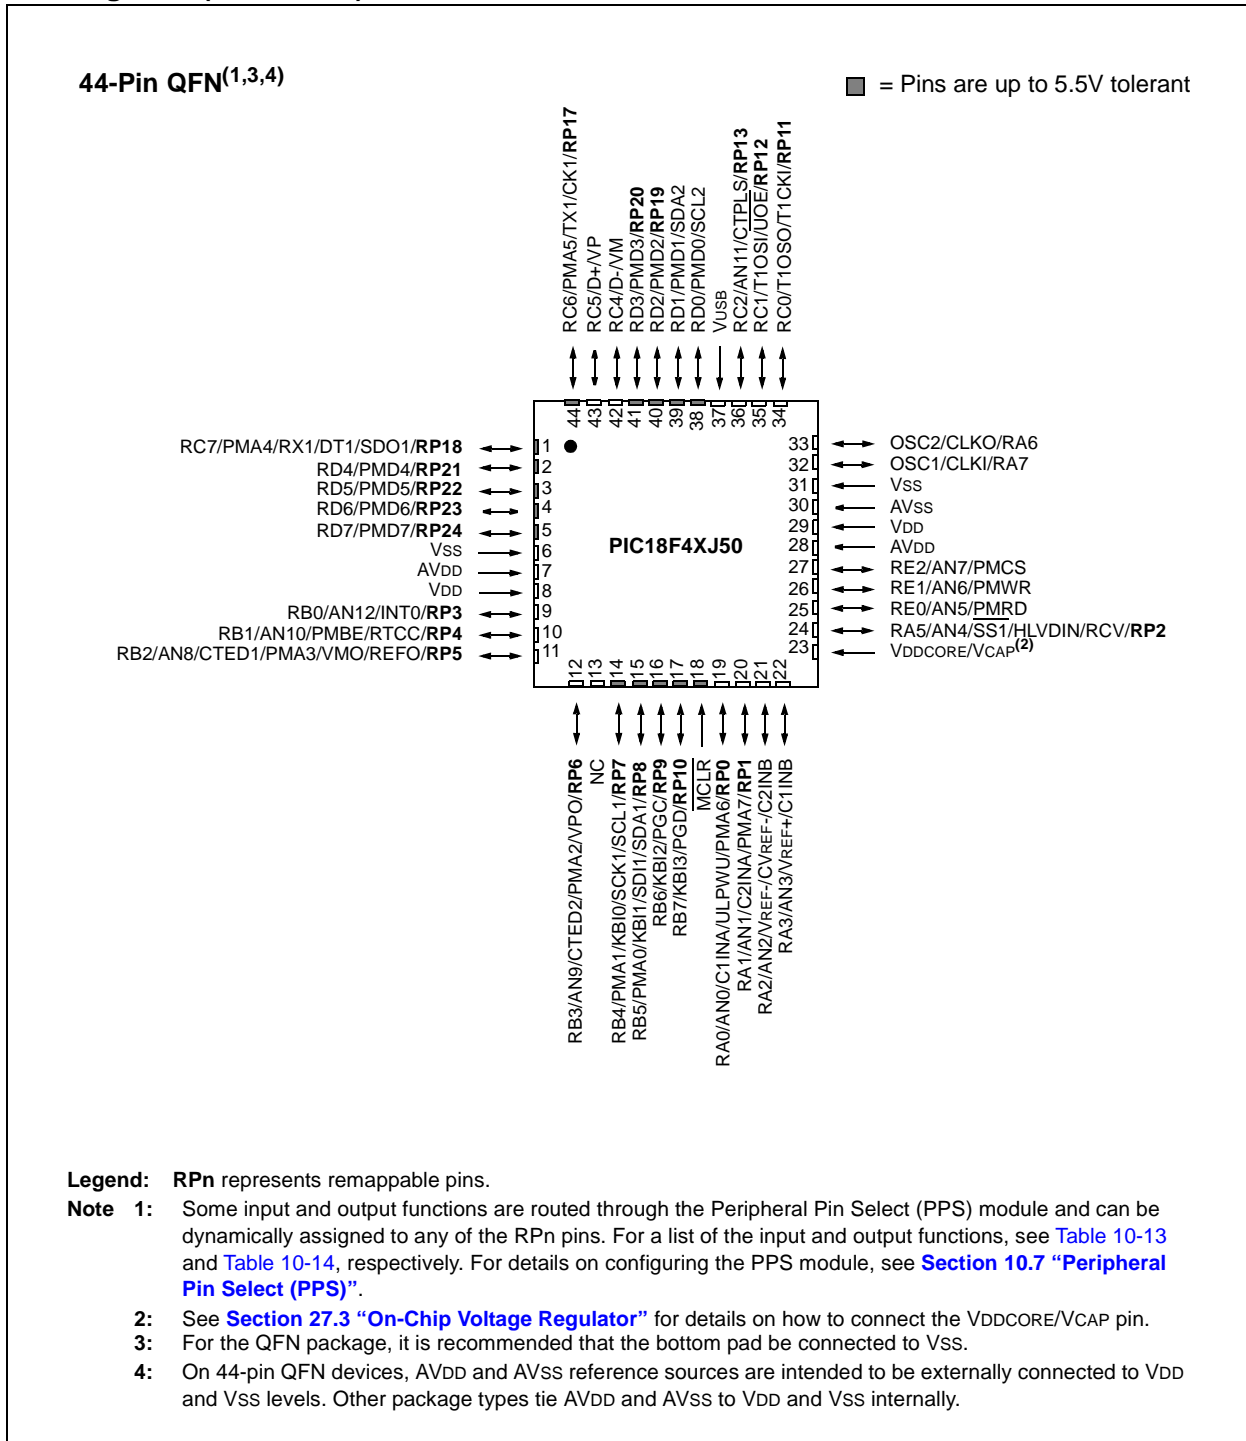 44-Pin QFN(1,3,4)
= Pins are up to 5.5V tolerant
RC6/PMA5/TX1/CK1/RP17
RC5/D+/VP
RC4/D-/VM
RD3/PMD3/RP20
RD2/PMD2/RP19
RD1/PMD1/SDA2
RD0/PMD0/SCL2
VUSB
RC2/AN11/CTPLS/RP13
RC1/T1OSI/UOE/RP12
RC0/T1OSO/T1CKI/RP11
44
43
42
41
40
39
38
37
36
35
34
RC7/PMA4/RX1/DT1/SDO1/RP18 1
RD4/PMD4/RP21 2
RD5/PMD5/RP22 3
RD6/PMD6/RP23 4
RD7/PMD7/RP24 5
VSS 6
AVDD 7
VDD 8
RB0/AN12/INT0/RP3 9
RB1/AN10/PMBE/RTCC/RP4 10
RB2/AN8/CTED1/PMA3/VMO/REFO/RP5 11
PIC18F4XJ50
33 OSC2/CLKO/RA6
32 OSC1/CLKI/RA7
31 VSS
30 AVSS
29 VDD
28 AVDD
27 RE2/AN7/PMCS
26 RE1/AN6/PMWR
25 RE0/AN5/PMRD
24 RA5/AN4/SS1/HLVDIN/RCV/RP2
23 VDDCORE/VCAP(2)
12
13
14
15
16
17
18
19
20
21
22
RB3/AN9/CTED2/PMA2/VPO/RP6
NC
RB4/PMA1/KBI0/SCK1/SCL1/RP7
RB5/PMA0/KBI1/SDI1/SDA1/RP8
RB6/KBI2/PGC/RP9
RB7/KBI3/PGD/RP10
MCLR
RA0/AN0/C1INA/ULPWU/PMA6/RP0
RA1/AN1/C2INA/PMA7/RP1
RA2/AN2/VREF-/CVREF-/C2INB
RA3/AN3/VREF+/C1INB
Legend: RPn represents remappable pins.
Note 1: Some input and output functions are routed through the Peripheral Pin Select (PPS) module and can be
dynamically assigned to any of the RPn pins. For a list of the input and output functions, see Table 10-13
and Table 10-14, respectively. For details on configuring the PPS module, see Section 10.7 “Peripheral
Pin Select (PPS)”.
2: See Section 27.3 “On-Chip Voltage Regulator” for details on how to connect the VDDCORE/VCAP pin.
3: For the QFN package, it is recommended that the bottom pad be connected to VSS.
4: On 44-pin QFN devices, AVDD and AVSS reference sources are intended to be externally connected to VDD
and VSS levels. Other package types tie AVDD and AVSS to VDD and VSS internally.